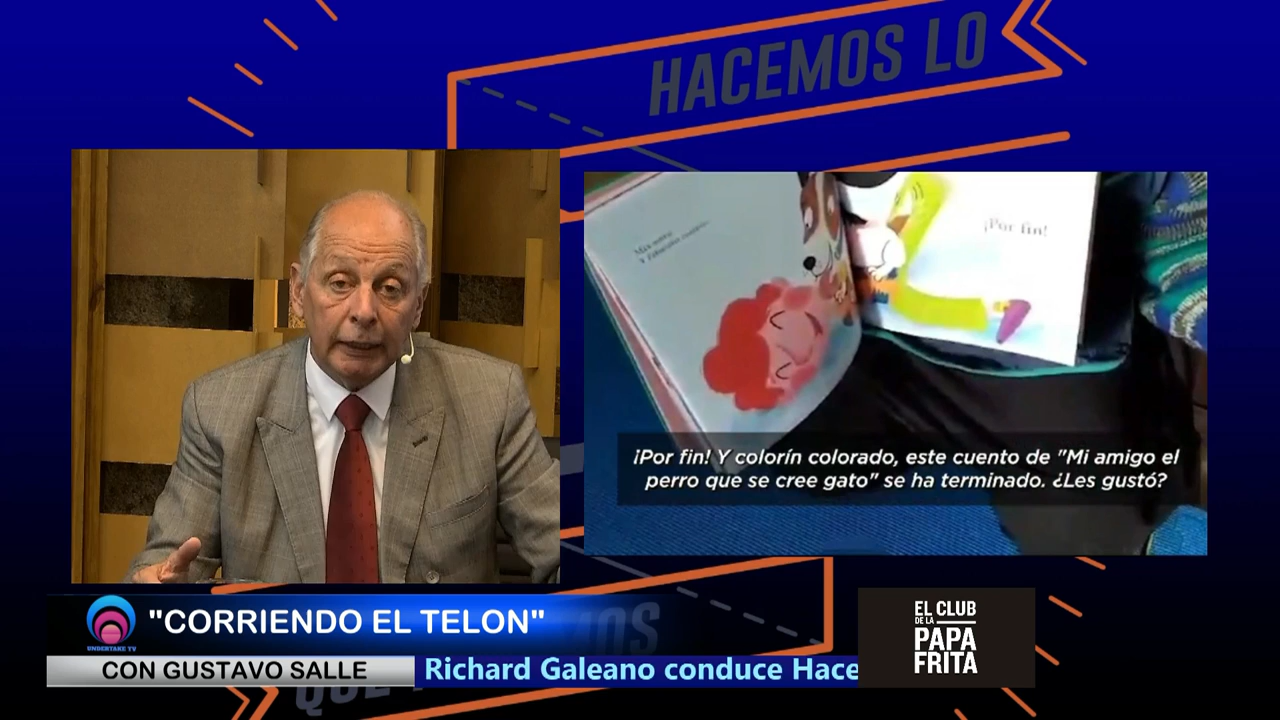 HACEMOS LO
¡Por fin!
¡Por fin! Y colorín colorado, este cuento de "Mi amigo el
perro que se cree gato" se ha terminado. ¿Les gustó?
"CORRIENDO EL TELON"
UNDERTAKE TV
CON GUSTAVO SALLE
Richard Galeano conduce Hace
EL CLUB
DE LA
PAPA
FRITA